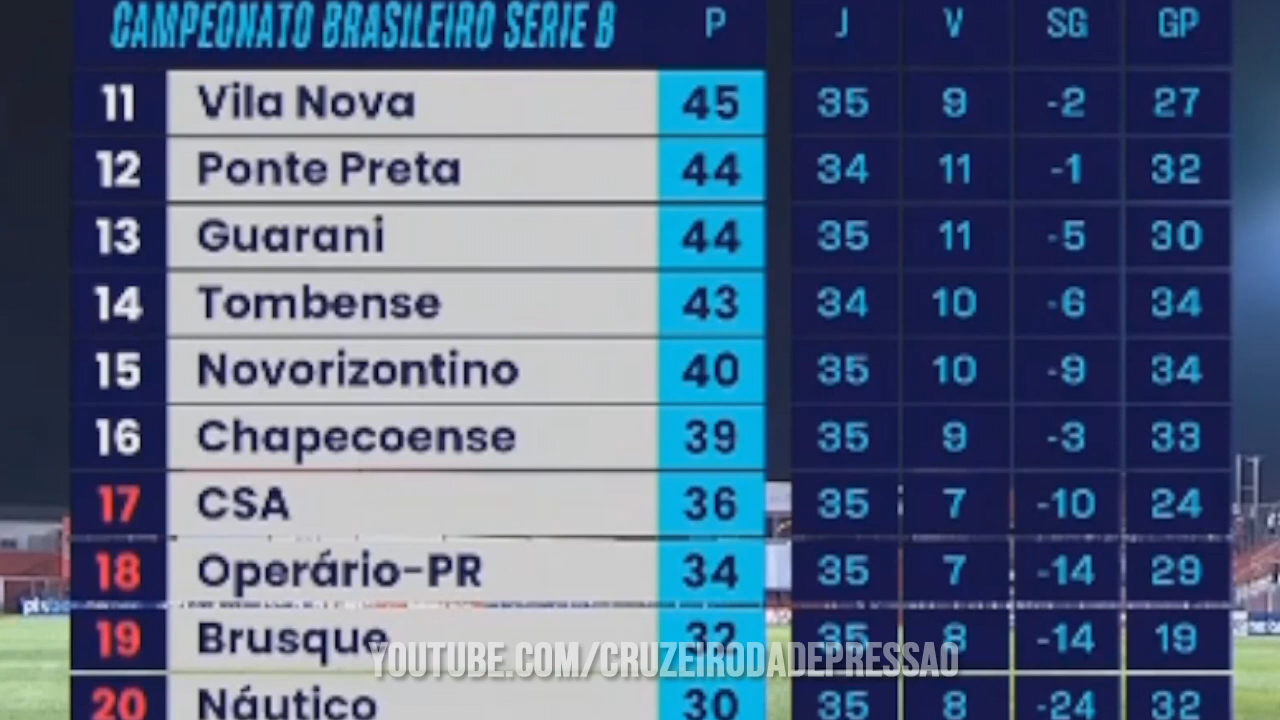 CAMPEONATO BRASILEIRO SÉRIE B P J V SG GP
11 Vila Nova 45 35 9 -2 27
12 Ponte Preta 44 34 11 -1 32
13 Guarani 44 35 11 -5 30
14 Tombense 43 34 10 -6 34
15 Novorizontino 40 35 10 -9 34
16 Chapecoense 39 35 9 -3 33
17 CSA 36 35 7 -10 24
18 Operário-PR 34 35 7 -14 29
19 Brusque 32 35 8 -14 19
YOUTUBE.COM/CRUZEIRODADEPRESSAO
20 Náutico 30 35 8 -24 32